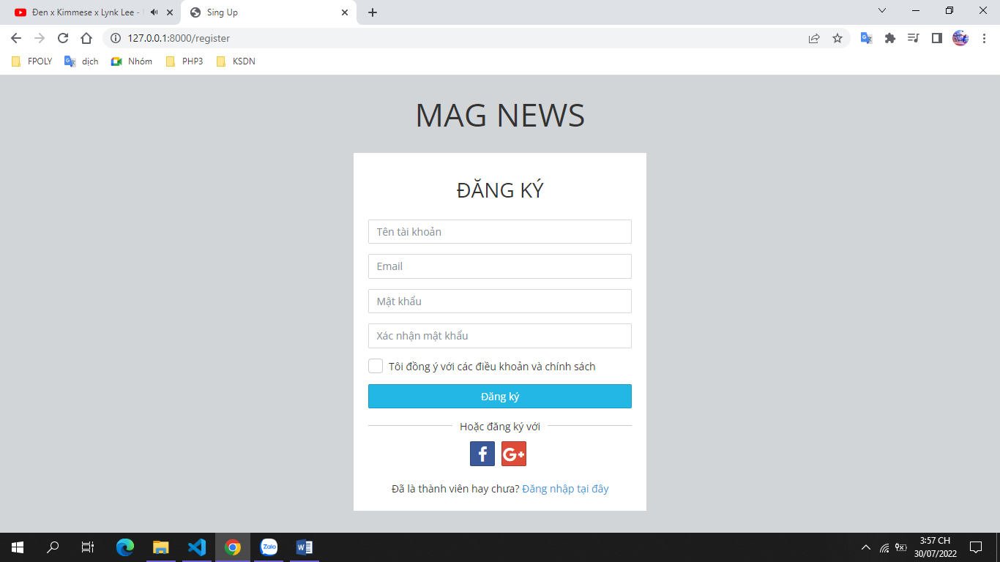 Đen x Kimmese x Lynk Lee -
Sing Up
127.0.0.1:8000/register
FPOLY
dịch
Nhóm
PHP3
KSDN
MAG NEWS
ĐĂNG KÝ
Tên tài khoản
Email
Mật khẩu
Xác nhận mật khẩu
Tôi đồng ý với các điều khoản và chính sách
Đăng ký
Hoặc đăng ký với
f G+
Đã là thành viên hay chưa? Đăng nhập tại đây
Zalo
W
3:57 CH
30/07/2022